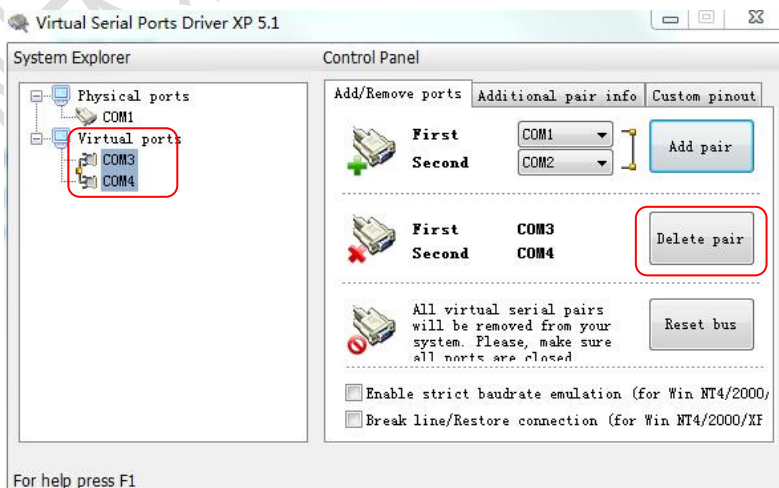 Virtual Serial Ports Driver XP 5.1
System Explorer
Control Panel
Physical ports
COM1
Virtual ports
COM3
COM4
Add/Remove ports
Additional pair info
Custom pinout
First
COM1
Second
COM2
Add pair
First
COM3
Second
COM4
Delete pair
All virtual serial pairs
will be removed from your
system. Please, make sure
all ports are closed
Reset bus
Enable strict baudrate emulation (for Win NT4/2000/
Break line/Restore connection (for Win NT4/2000/XP
For help press F1